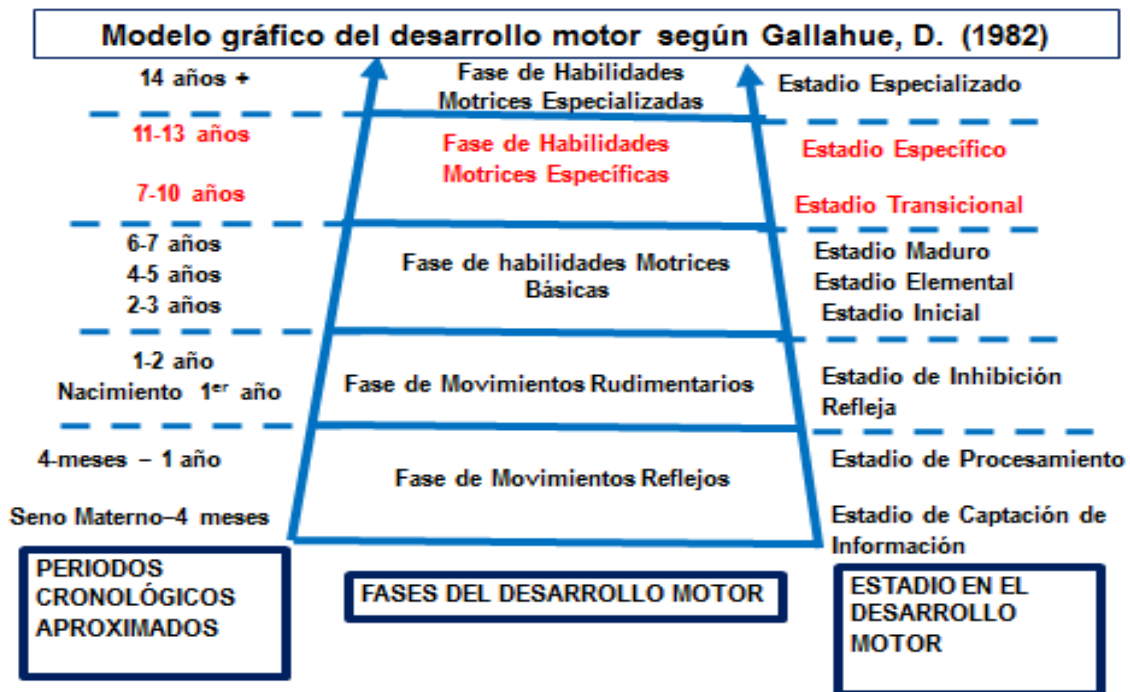 Modelo gráfico del desarrollo motor según Gallahue, D. (1982)
14 años +
Fase de Habilidades
Motrices Especializadas
Estadio Especializado
11-13 años
Fase de Habilidades
Motrices Específicas
Estadio Específico
7-10 años
Estadio Transicional
6-7 años
4-5 años
2-3 años
Fase de habilidades Motrices
Básicas
Estadio Maduro
Estadio Elemental
Estadio Inicial
1-2 año
Nacimiento 1er año
Fase de Movimientos Rudimentarios
Estadio de Inhibición
Refleja
4-meses – 1 año
Fase de Movimientos Reflejos
Estadio de Procesamiento
Seno Materno–4 meses
Estadio de Captación de
Información
PERIODOS
CRONOLÓGICOS
APROXIMADOS
FASES DEL DESARROLLO MOTOR
ESTADIO EN EL
DESARROLLO
MOTOR